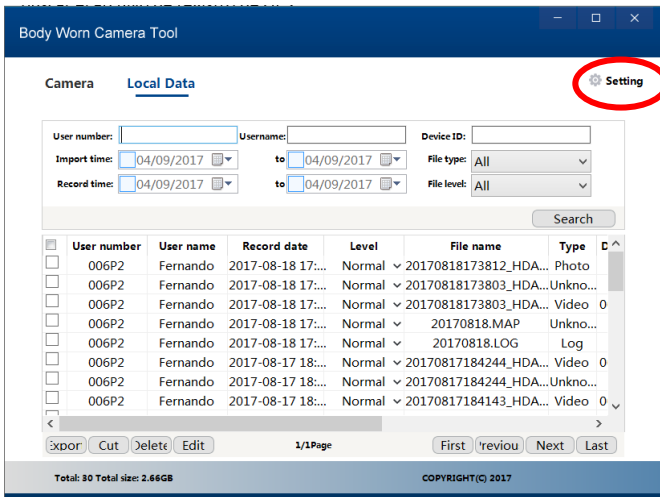 Body Worn Camera Tool
Camera Local Data Setting
User number: Username: Device ID:
Import time: 04/09/2017 to 04/09/2017 File type: All
Record time: 04/09/2017 to 04/09/2017 File level: All
Search
User number User name Record date Level File name Type D
006P2 Fernando 2017-08-18 17:... Normal 20170818173812_HDA... Photo
006P2 Fernando 2017-08-18 17:... Normal 20170818173803_HDA... Unkno...
006P2 Fernando 2017-08-18 17:... Normal 20170818173803_HDA... Video 0
006P2 Fernando 2017-08-18 17:... Normal 20170818.MAP Unkno...
006P2 Fernando 2017-08-18 17:... Normal 20170818.LOG Log
006P2 Fernando 2017-08-17 18:... Normal 20170817184244_HDA... Video 0
006P2 Fernando 2017-08-17 18:... Normal 20170817184244_HDA... Unkno...
006P2 Fernando 2017-08-17 18:... Normal 20170817184143_HDA... Video 0
Expor Cut Delete Edit 1/1Page First Previou Next Last
Total: 30 Total size: 2.66GB COPYRIGHT(C) 2017